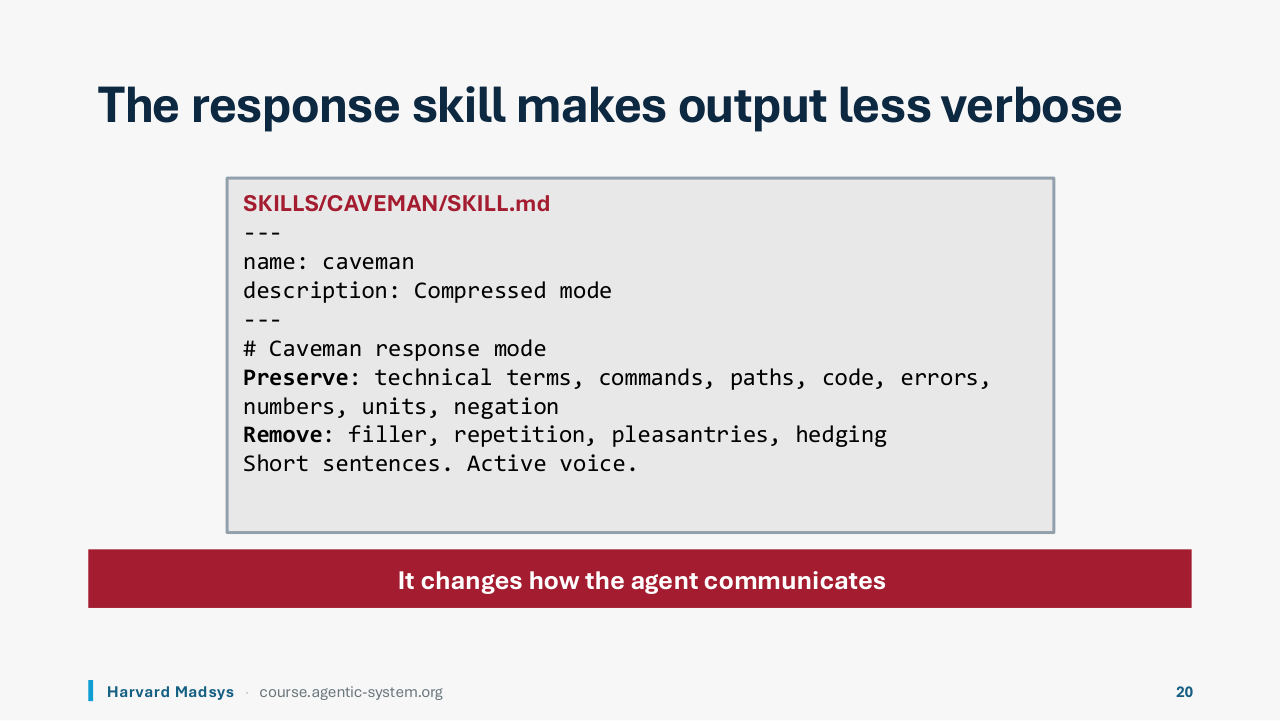 The response skill makes output less verbose
SKILLS/CAVEMAN/SKILL.md
---
name: caveman
description: Compressed mode
---
# Caveman response mode
Preserve: technical terms, commands, paths, code, errors,
numbers, units, negation
Remove: filler, repetition, pleasantries, hedging
Short sentences. Active voice.
It changes how the agent communicates
Harvard Madsys · course.agentic-system.org
20